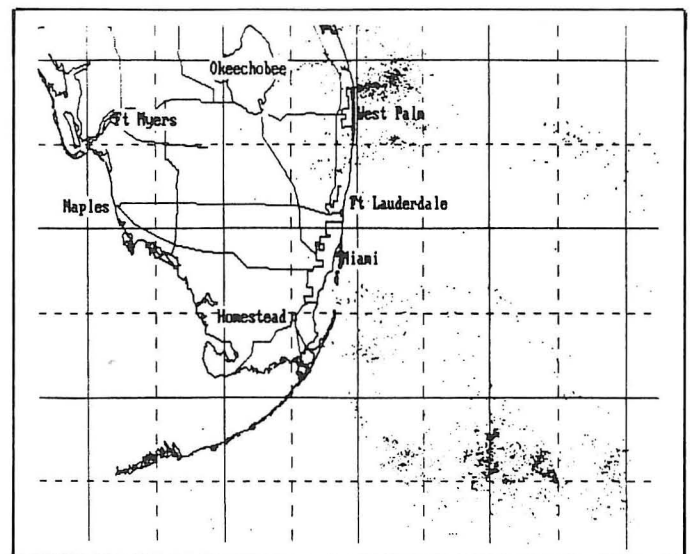 Okeechobee
Ft Myers
West Palm
Naples
Ft Lauderdale
Miami
Homestead